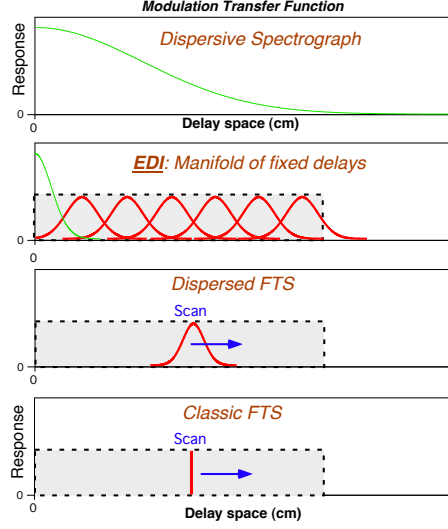 Modulation Transfer Function
Dispersive Spectrograph
Response
0
0
Delay space (cm)
EDI: Manifold of fixed delays
0
0
Dispersed FTS
Scan
0
0
Classic FTS
Scan
Response
0
0
Delay space (cm)